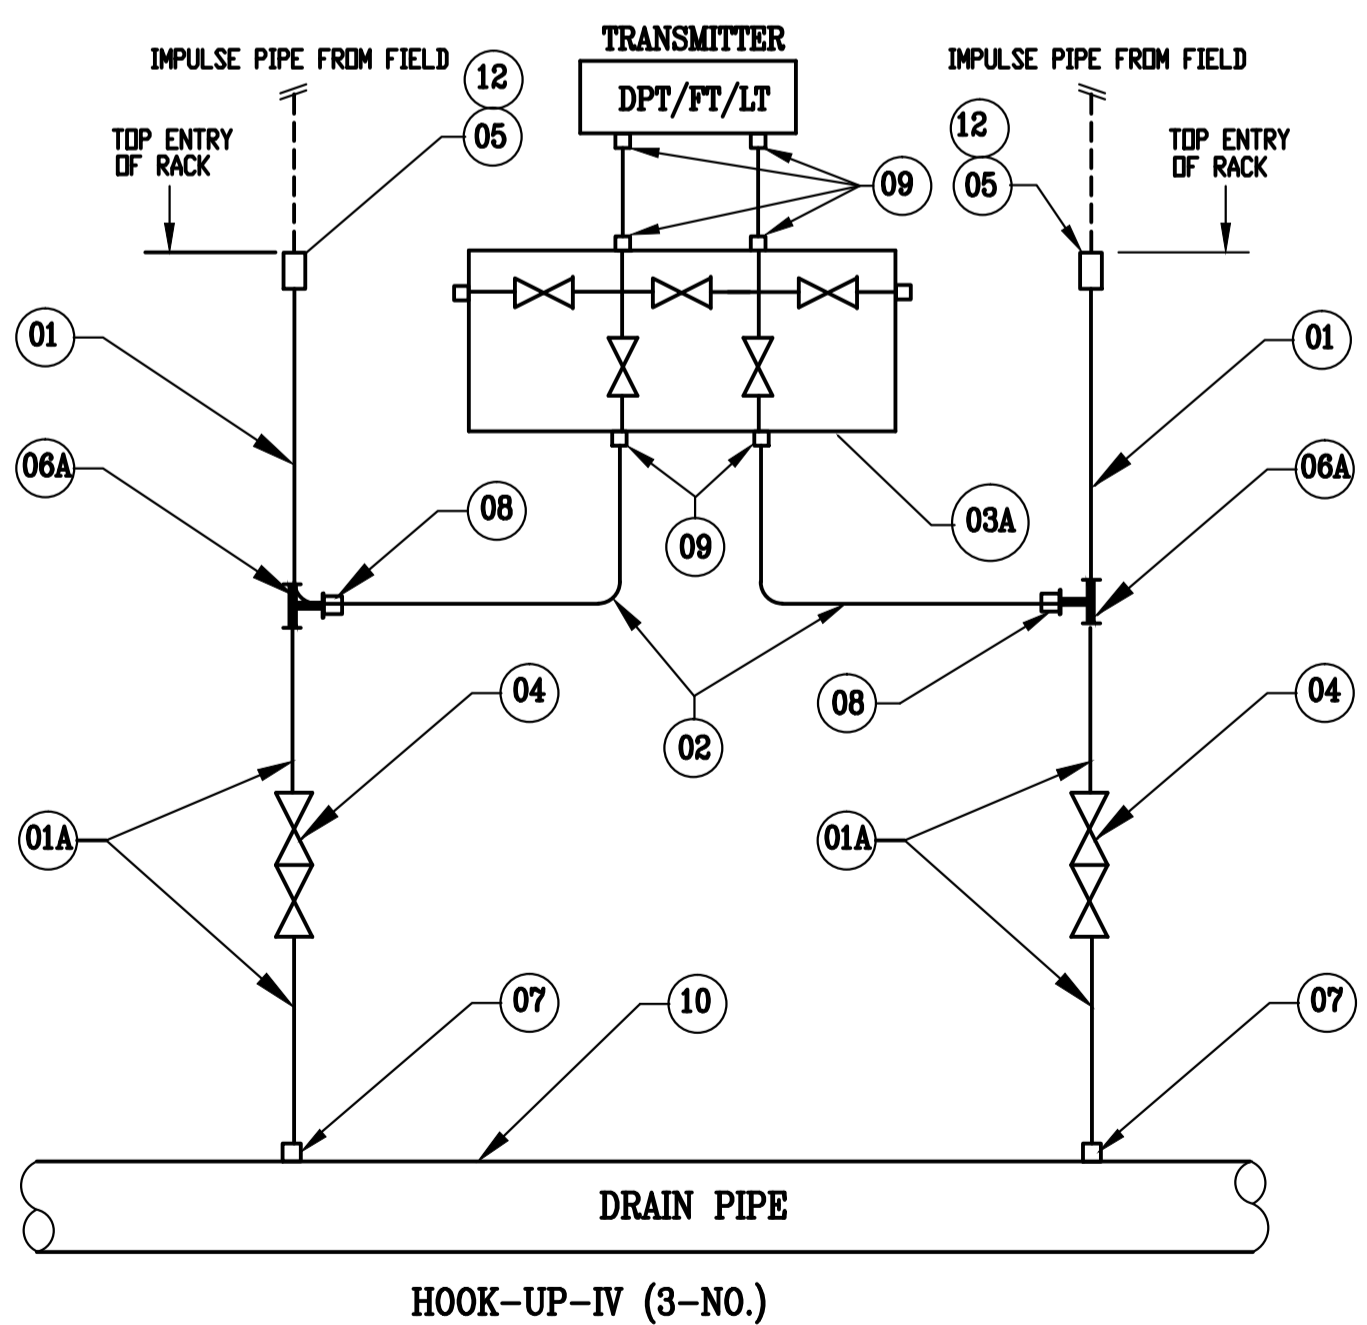 TRANSMITTER
IMPULSE PIPE FROM FIELD
IMPULSE PIPE FROM FIELD
12
DPT/FT/LT
12
TOP ENTRY
OF RACK
05
TOP ENTRY
OF RACK
09
05
01
01
06A
06A
08
03A
09
04
08
04
02
01A
01A
07
10
07
DRAIN PIPE
HOOK-UP-IV (3-NO.)